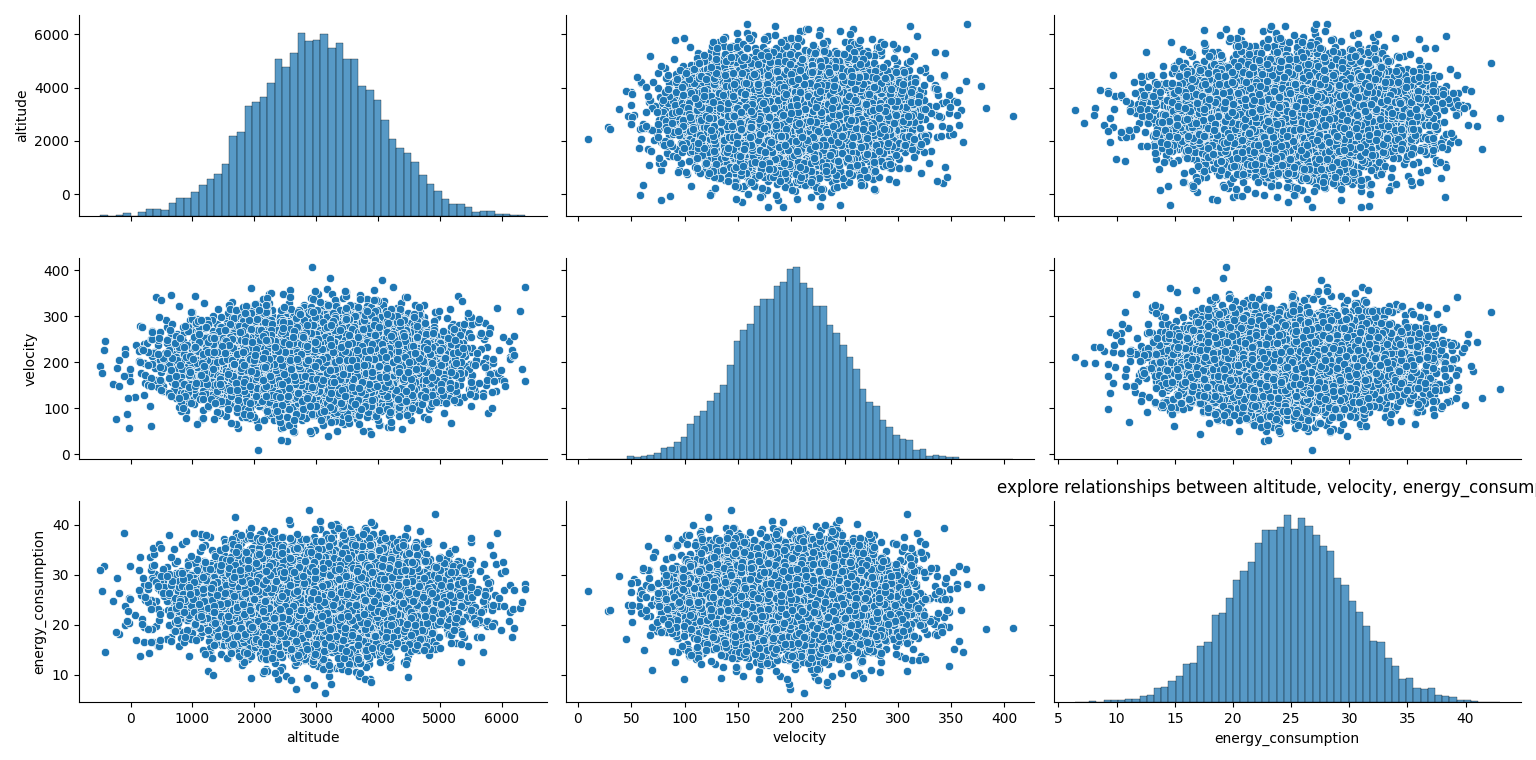 altitude
6000
4000
2000
0
velocity
400
300
200
100
0
explore relationships between altitude, velocity, energy_consum
energy_consumption
40
30
20
10
0 1000 2000 3000 4000 5000 6000
0 50 100 150 200 250 300 350 400
5 10 15 20 25 30 35 40
altitude
velocity
energy_consumption